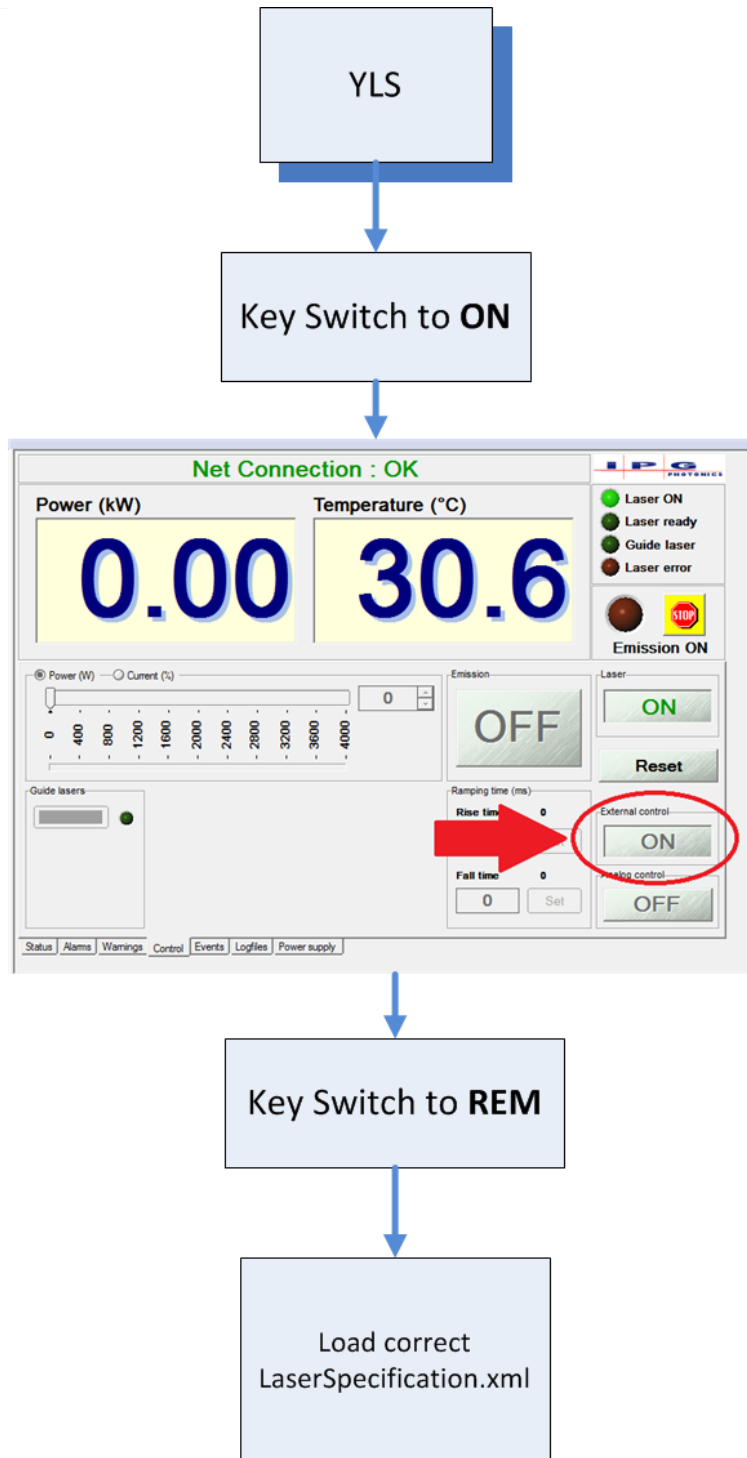 YLS
Key Switch to ON
Net Connection : OK
IPG
PHOTONICS
Power (kW)
Temperature (°C)
0.00
30.6
Laser ON
Laser ready
Guide laser
Laser error
STOP
Emission ON
Power (W)
Current (%)
0
0
400
800
1200
1600
2000
2400
2800
3200
3600
4000
Emission
OFF
Laser
ON
Reset
Guide lasers
Ramping time (ms)
Rise time
0
External control
ON
Fall time
0
0
Set
Analog control
OFF
Status
Alarms
Warnings
Control
Events
Logfiles
Power supply
Key Switch to REM
Load correct
LaserSpecification.xml